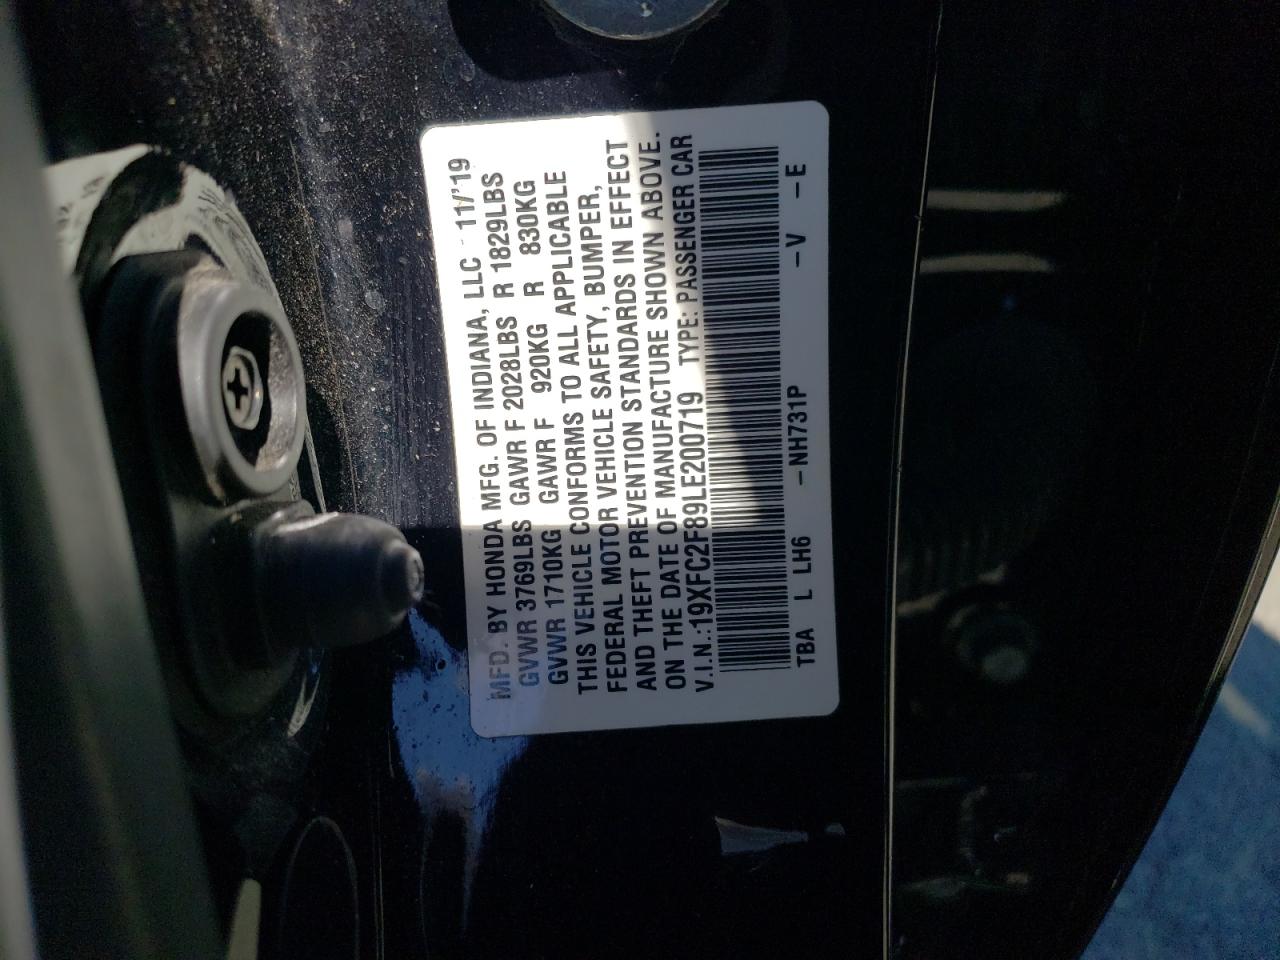 MFD. BY HONDA MFG. OF INDIANA, LLC 11/'19
GVWR 3769LBS GAWR F 2028LBS R 1829LBS
GVWR 1710KG GAWR F 920KG R 830KG
THIS VEHICLE CONFORMS TO ALL APPLICABLE
FEDERAL MOTOR VEHICLE SAFETY, BUMPER,
AND THEFT PREVENTION STANDARDS IN EFFECT
ON THE DATE OF MANUFACTURE SHOWN ABOVE.
V.I.N.:19XFC2F89LE200719 TYPE: PASSENGER CAR
TBA L LH6 -NH731P -V -E